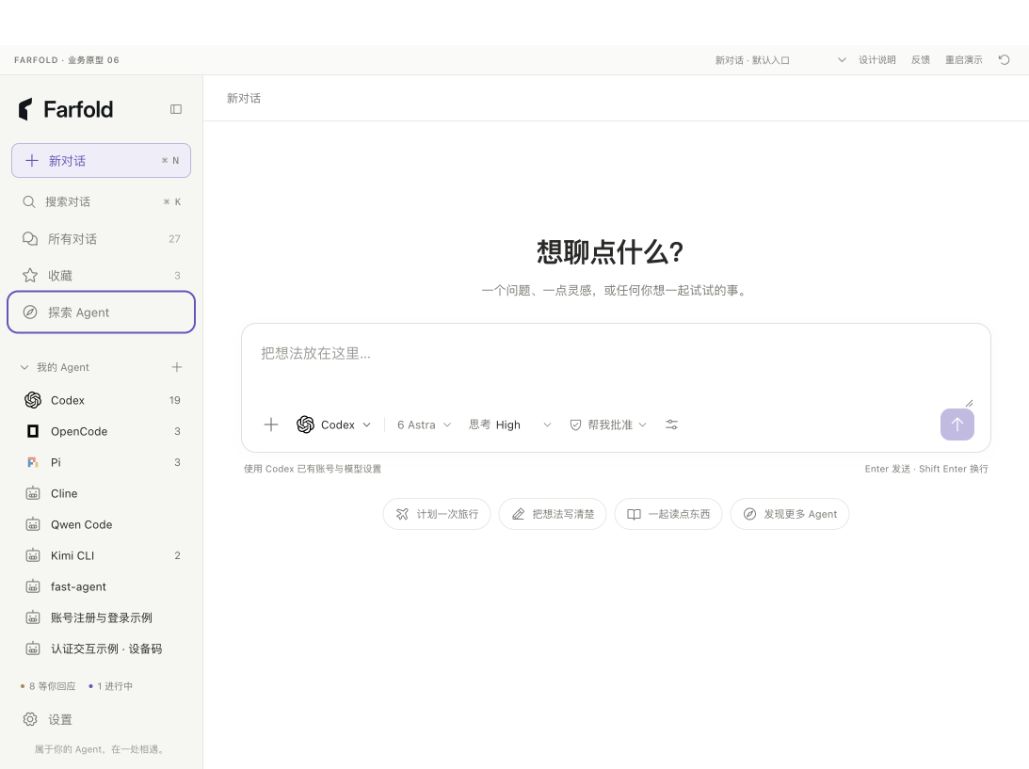 FARFOLD · 业务原型 06
新对话 · 默认入口
设计说明
反馈
重启演示
Farfold
新对话
⌘ N
搜索对话
⌘ K
所有对话
27
收藏
3
探索 Agent
我的 Agent
Codex
19
OpenCode
3
Pi
3
Cline
Qwen Code
Kimi CLI
2
fast-agent
账号注册与登录示例
认证交互示例 · 设备码
8 等你回应
1 进行中
设置
属于你的 Agent，在一处相遇。
新对话
想聊点什么?
一个问题、一点灵感，或任何你想一起试试的事。
把想法放在这里...
Codex
6 Astra
思考 High
帮我批准
使用 Codex 已有账号与模型设置
Enter 发送 · Shift Enter 换行
计划一次旅行
把想法写清楚
一起读点东西
发现更多 Agent